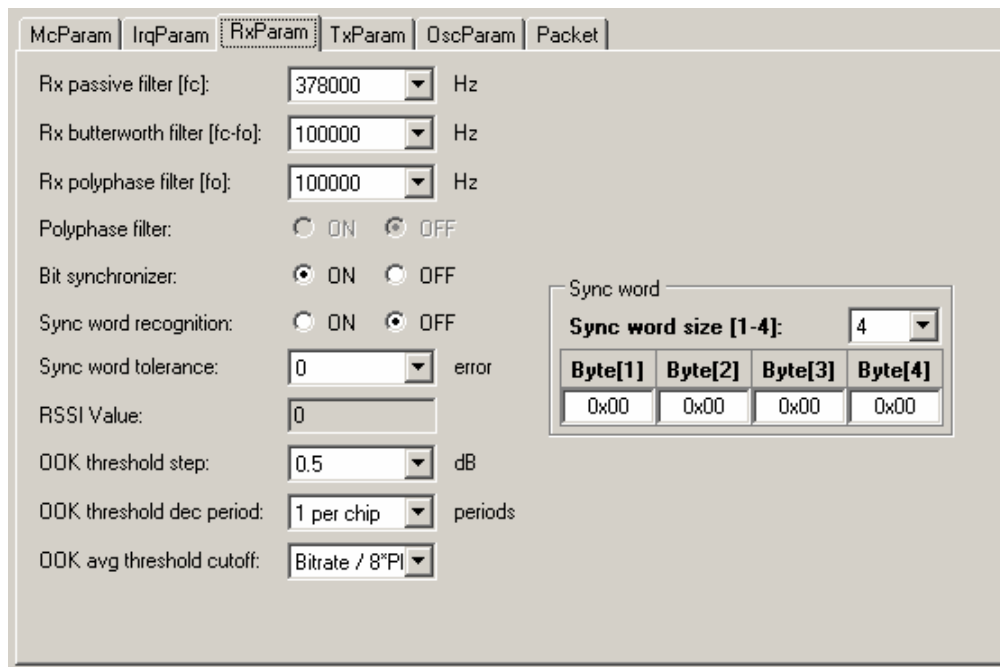 McParam IrqParam RxParam TxParam OscParam Packet
Rx passive filter [fc]: 378000 Hz
Rx butterworth filter [fc-fo]: 100000 Hz
Rx polyphase filter [fo]: 100000 Hz
Polyphase filter: ON OFF
Bit synchronizer: ON OFF
Sync word recognition: ON OFF
Sync word tolerance: 0 error
RSSI Value: 0
OOK threshold step: 0.5 dB
OOK threshold dec period: 1 per chip periods
OOK avg threshold cutoff: Bitrate / 8*PI
Sync word
Sync word size [1-4]: 4
Byte[1] Byte[2] Byte[3] Byte[4]
0x00 0x00 0x00 0x00